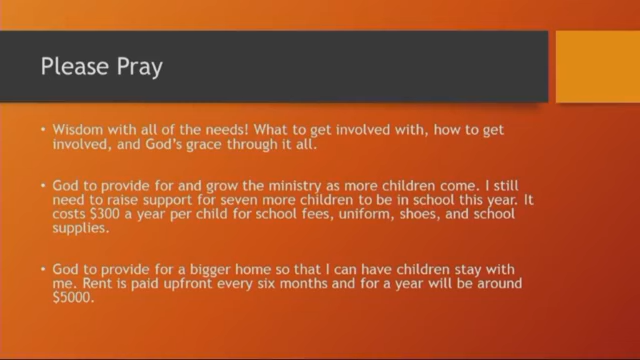 Please Pray
• Wisdom with all of the needs! What to get involved with, how to get
involved, and God's grace through it all.
• God to provide for and grow the ministry as more children come. I still
need to raise support for seven more children to be in school this year. It
costs $300 a year per child for school fees, uniform, shoes, and school
supplies.
• God to provide for a bigger home so that I can have children stay with
me. Rent is paid upfront every six months and for a year will be around
$5000.